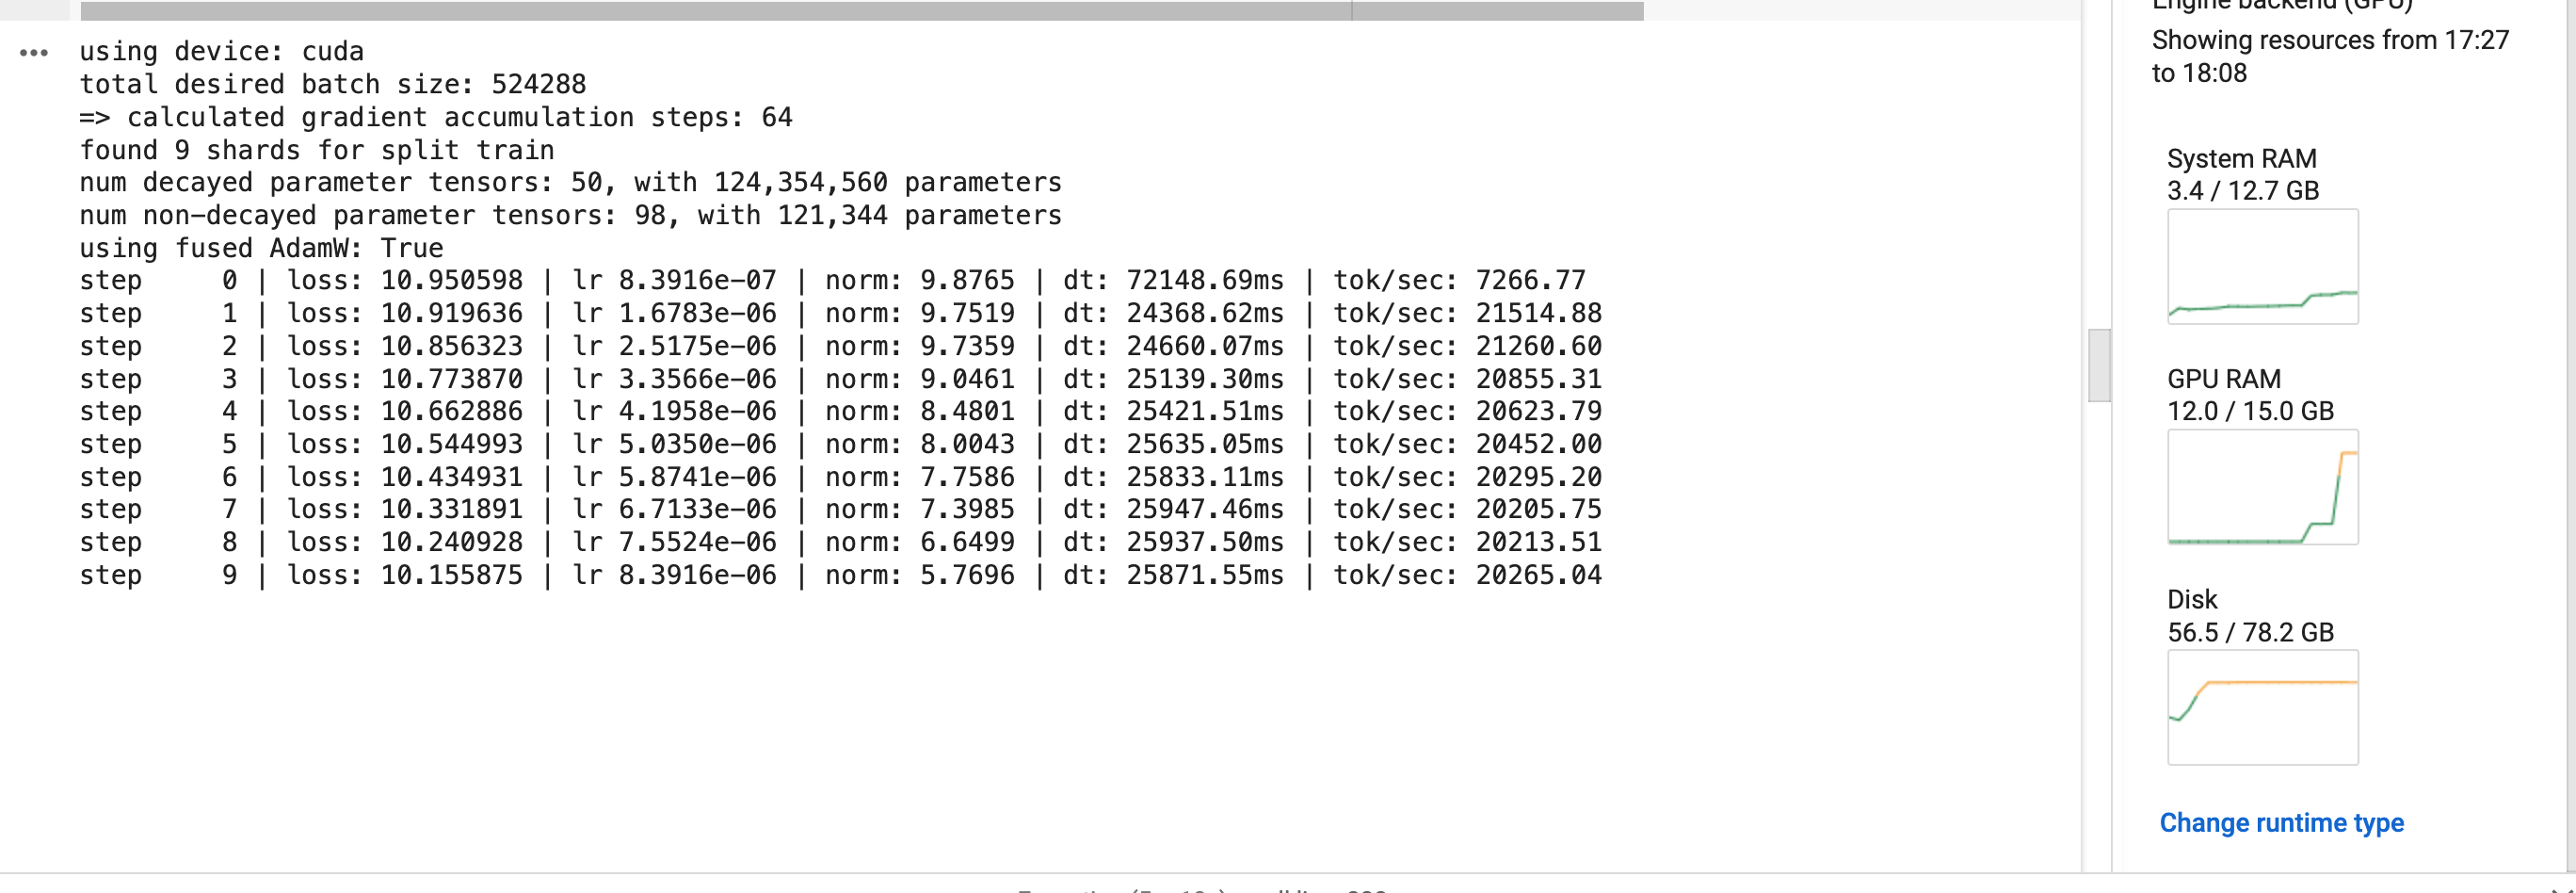 using device: cuda
total desired batch size: 524288
=> calculated gradient accumulation steps: 64
found 9 shards for split train
num decayed parameter tensors: 50, with 124,354,560 parameters
num non-decayed parameter tensors: 98, with 121,344 parameters
using fused AdamW: True
step     0 | loss: 10.950598 | lr 8.3916e-07 | norm: 9.8765 | dt: 72148.69ms | tok/sec: 7266.77
step     1 | loss: 10.919636 | lr 1.6783e-06 | norm: 9.7519 | dt: 24368.62ms | tok/sec: 21514.88
step     2 | loss: 10.856323 | lr 2.5175e-06 | norm: 9.7359 | dt: 24660.07ms | tok/sec: 21260.60
step     3 | loss: 10.773870 | lr 3.3566e-06 | norm: 9.0461 | dt: 25139.30ms | tok/sec: 20855.31
step     4 | loss: 10.662886 | lr 4.1958e-06 | norm: 8.4801 | dt: 25421.51ms | tok/sec: 20623.79
step     5 | loss: 10.544993 | lr 5.0350e-06 | norm: 8.0043 | dt: 25635.05ms | tok/sec: 20452.00
step     6 | loss: 10.434931 | lr 5.8741e-06 | norm: 7.7586 | dt: 25833.11ms | tok/sec: 20295.20
step     7 | loss: 10.331891 | lr 6.7133e-06 | norm: 7.3985 | dt: 25947.46ms | tok/sec: 20205.75
step     8 | loss: 10.240928 | lr 7.5524e-06 | norm: 6.6499 | dt: 25937.50ms | tok/sec: 20213.51
step     9 | loss: 10.155875 | lr 8.3916e-06 | norm: 5.7696 | dt: 25871.55ms | tok/sec: 20265.04
Engine backend (GPU)
Showing resources from 17:27
to 18:08
System RAM
3.4 / 12.7 GB
GPU RAM
12.0 / 15.0 GB
Disk
56.5 / 78.2 GB
Change runtime type